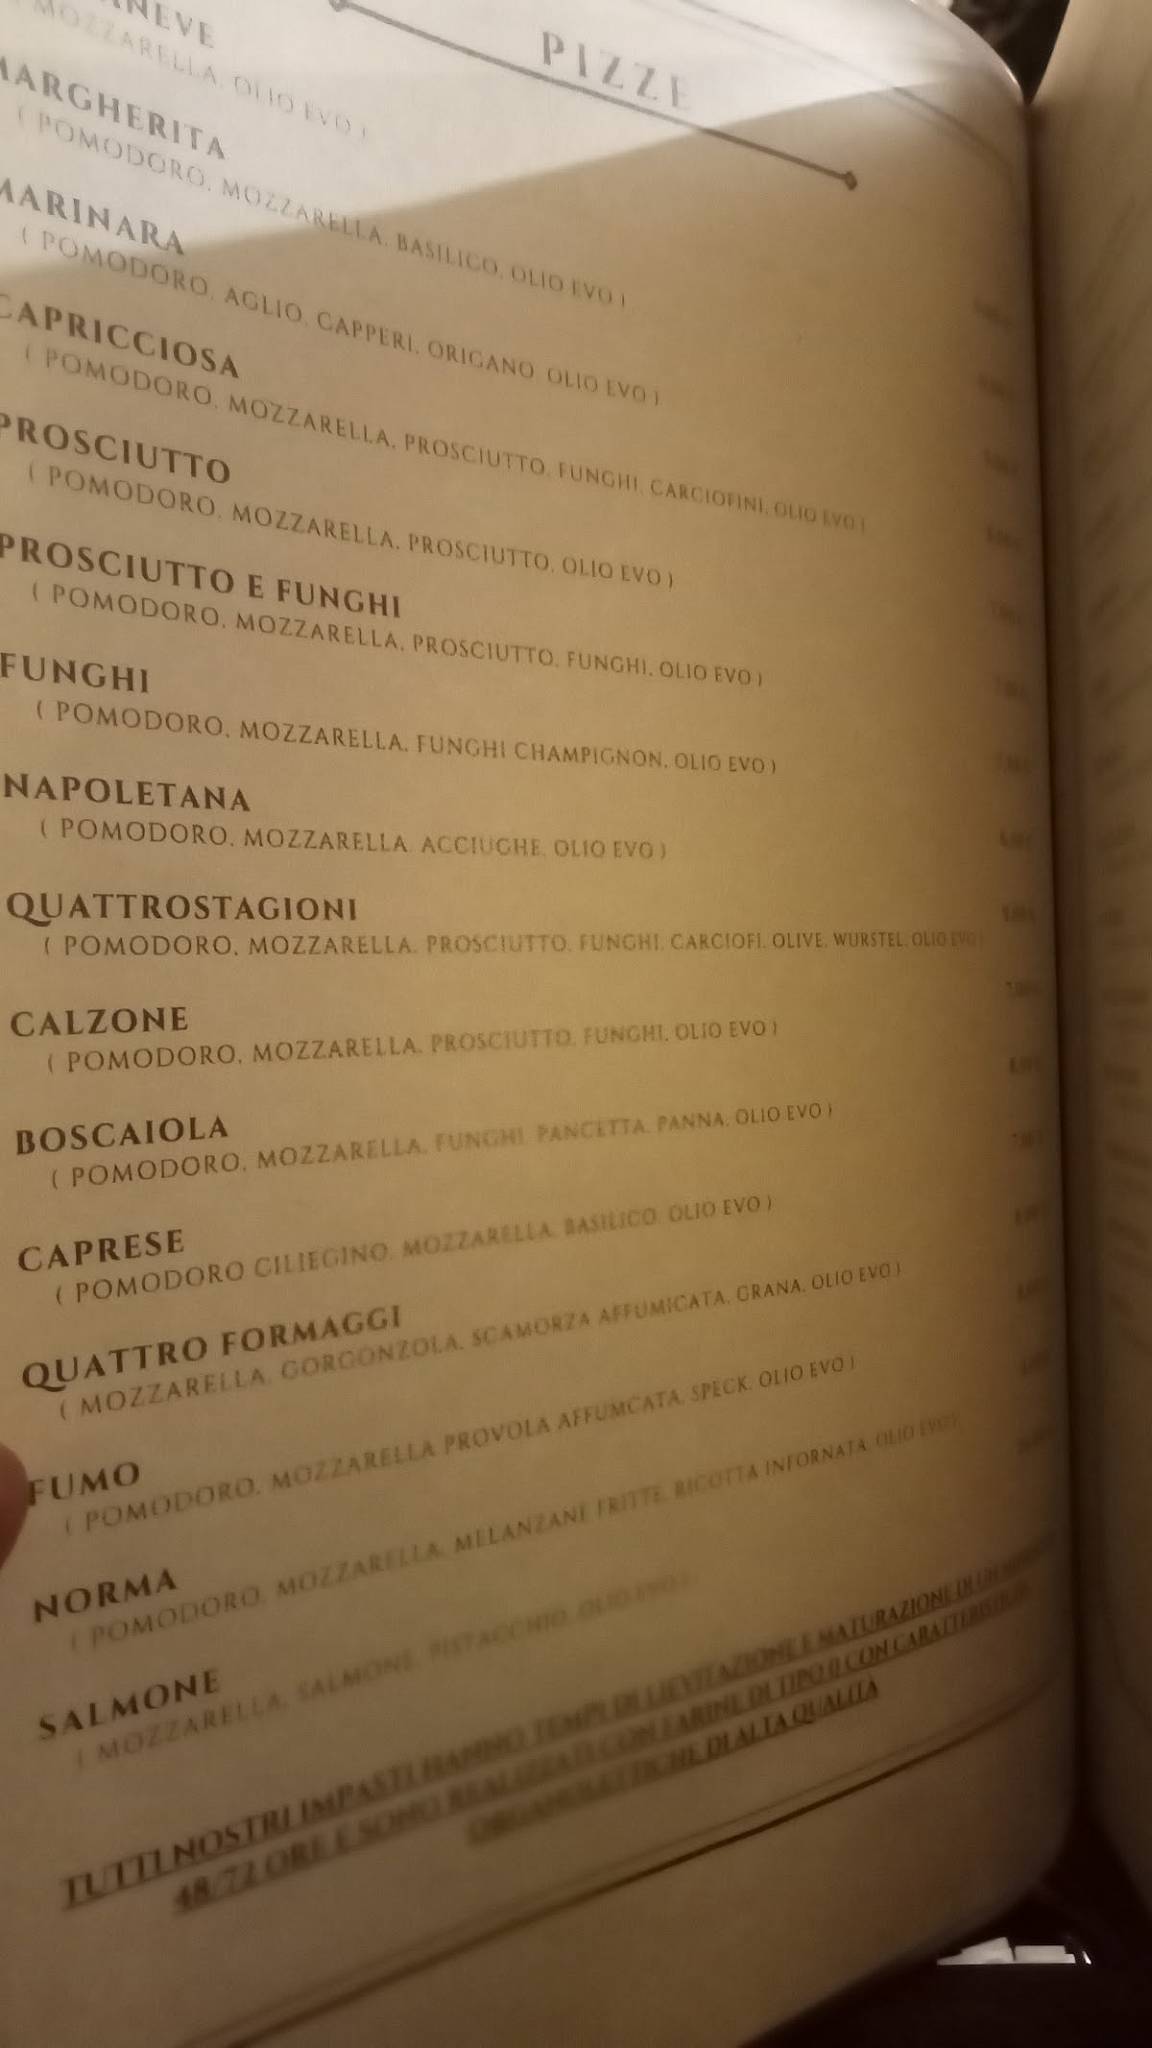 PIZZE
( MOZZARELLA, OLIO EVO )
MARGHERITA
( POMODORO, MOZZARELLA, BASILICO, OLIO EVO )
MARINARA
( POMODORO, AGLIO, CAPPERI, ORIGANO, OLIO EVO )
CAPRICCIOSA
( POMODORO, MOZZARELLA, PROSCIUTTO, FUNGHI, CARCIOFINI, OLIO EVO )
PROSCIUTTO
( POMODORO, MOZZARELLA, PROSCIUTTO, OLIO EVO )
PROSCIUTTO E FUNGHI
( POMODORO, MOZZARELLA, PROSCIUTTO, FUNGHI, OLIO EVO )
FUNGHI
( POMODORO, MOZZARELLA, FUNGHI CHAMPIGNON, OLIO EVO )
NAPOLETANA
( POMODORO, MOZZARELLA, ACCIUGHE, OLIO EVO )
QUATTROSTAGIONI
( POMODORO, MOZZARELLA, PROSCIUTTO, FUNGHI, CARCIOFI, OLIVE, WURSTEL, OLIO EVO )
CALZONE
( POMODORO, MOZZARELLA, PROSCIUTTO, FUNGHI, OLIO EVO )
BOSCAIOLA
( POMODORO, MOZZARELLA, FUNGHI, PANCETTA, PANNA, OLIO EVO )
CAPRESE
( POMODORO CILIEGINO, MOZZARELLA, BASILICO, OLIO EVO )
QUATTRO FORMAGGI
( MOZZARELLA, GORGONZOLA, SCAMORZA AFFUMICATA, GRANA, OLIO EVO )
FUMO
( POMODORO, MOZZARELLA PROVOLA AFFUMCATA, SPECK, OLIO EVO )
NORMA
( POMODORO, MOZZARELLA, MELANZANE FRITTE, RICOTTA INFORNATA, OLIO EVO )
SALMONE
( MOZZARELLA, SALMONE, PISTACCHIO, OLIO EVO )
TUTTI NOSTRI IMPASTI HANNO TEMPI DI LIEVITAZIONE E MATURAZIONE DI
48/72 ORE E SONO REALIZZATI CON FARINE DI TIPO 0 CON CARATTERISTICHE
ORGANOLETTICHE DI ALTA QUALITÀ